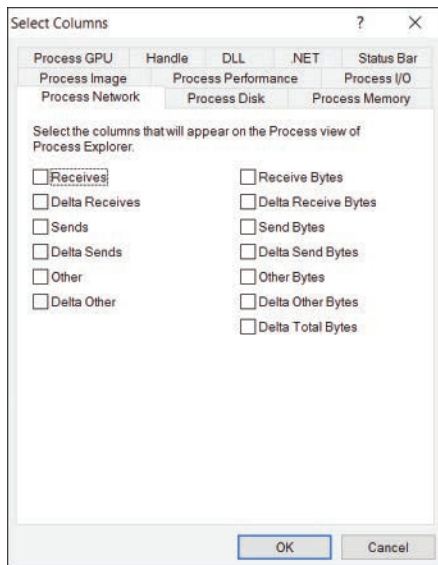 Select Columns ? ×
Process GPU Handle DLL .NET Status Bar
Process Image Process Performance Process I/O
Process Network Process Disk Process Memory
Select the columns that will appear on the Process view of
Process Explorer.
Receives Receive Bytes
Delta Receives Delta Receive Bytes
Sends Send Bytes
Delta Sends Delta Send Bytes
Other Other Bytes
Delta Other Delta Other Bytes
Delta Total Bytes
OK Cancel